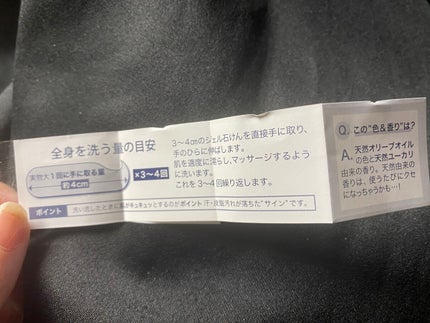 全身を洗う量の目安
実物大1回に手に取る量
約4cm
×3〜4回
3〜4cmのジェル石けんを直接手に取り、
手のひらに伸ばします。
肌を適度に濡らし、マッサージするよう
に洗います。
これを3〜4回繰り返します。
ポイント 洗い流したときに肌がキュキュッとするのがポイント 汗・皮脂汚れが落ちた"サイン"です。
Q. この"色&香り"は?
A. 天然オリーブオイル
の色と天然ユーカリ
由来の香り。天然由来の
香りは、使うたびにクセ
になっちゃうかも…!